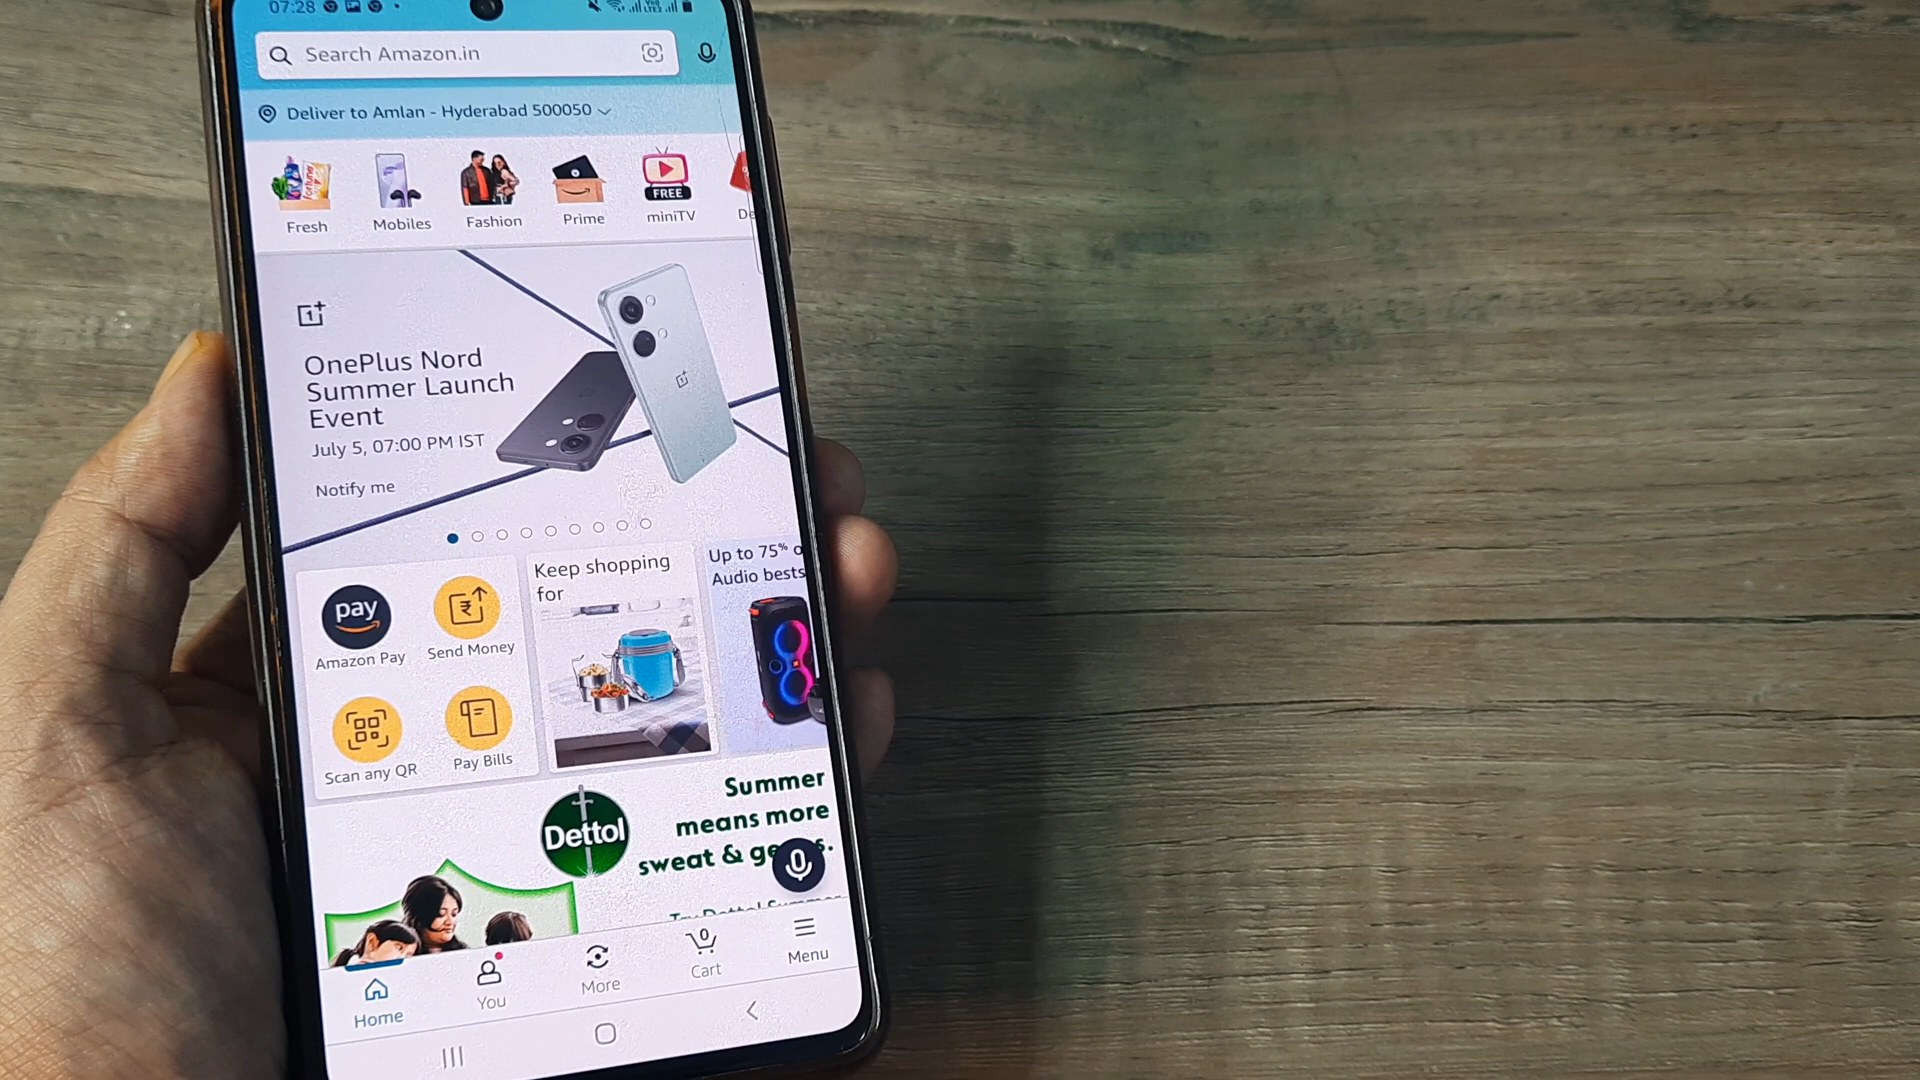 07:28
Search Amazon.in
Deliver to Amlan - Hyderabad 500050
FREE
Fresh
Mobiles
Fashion
Prime
miniTV
De
OnePlus Nord
Summer Launch
Event
July 5, 07:00 PM IST
Notify me
pay
Amazon Pay
Send Money
Scan any QR
Pay Bills
Keep shopping
for
Up to 75% o
Audio bests
Dettol
Summer
means more
sweat &
0
Home
You
More
Cart
Menu